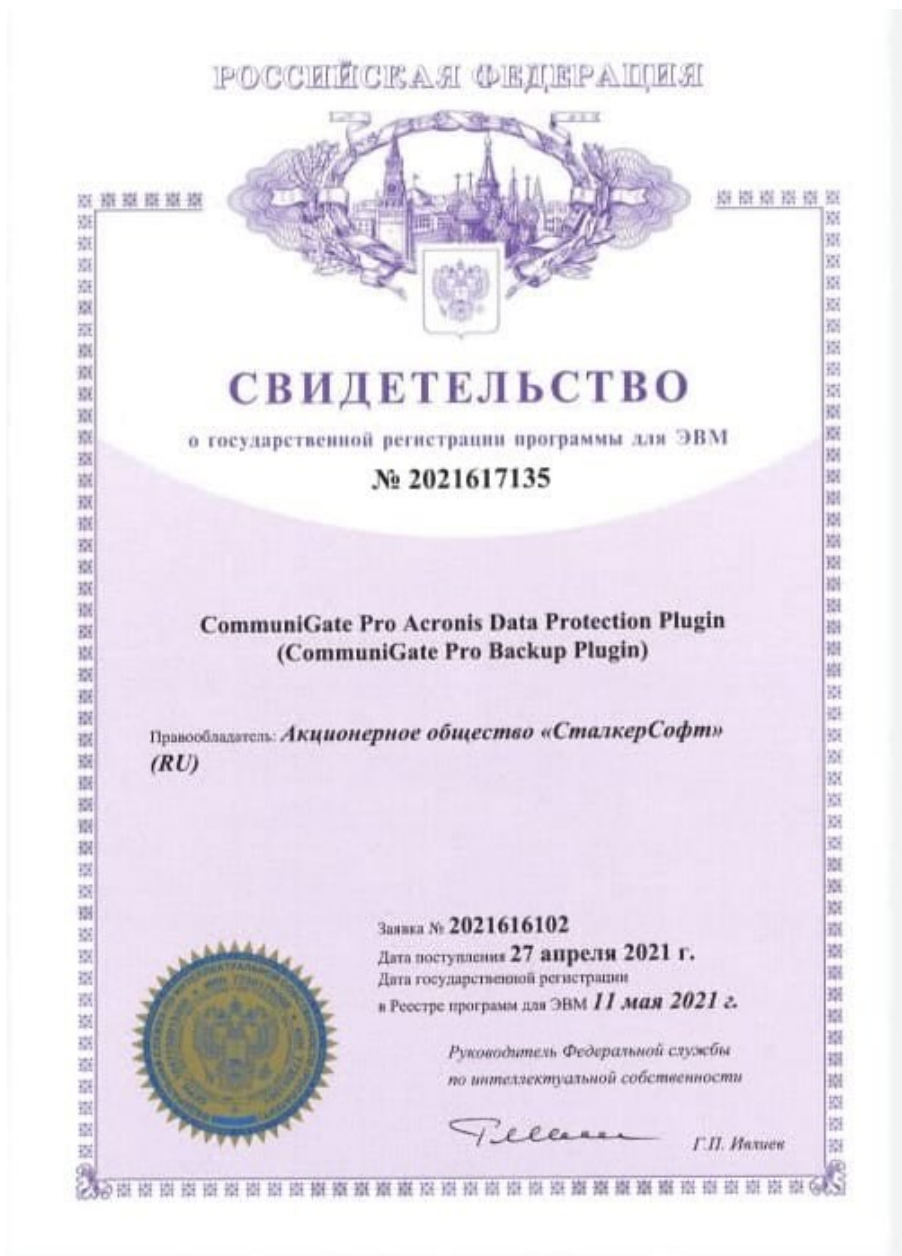 РОССИЙСКАЯ ФЕДЕРАЦИЯ
СВИДЕТЕЛЬСТВО
о государственной регистрации программы для ЭВМ
№ 2021617135
CommuniGate Pro Acronis Data Protection Plugin
(CommuniGate Pro Backup Plugin)
Правообладатель: Акционерное общество «СталкерСофт»
(RU)
Заявка № 2021616102
Дата поступления 27 апреля 2021 г.
Дата государственной регистрации
в Реестре программ для ЭВМ 11 мая 2021 г.
Руководитель Федеральной службы
по интеллектуальной собственности
Г.П. Ивлиев